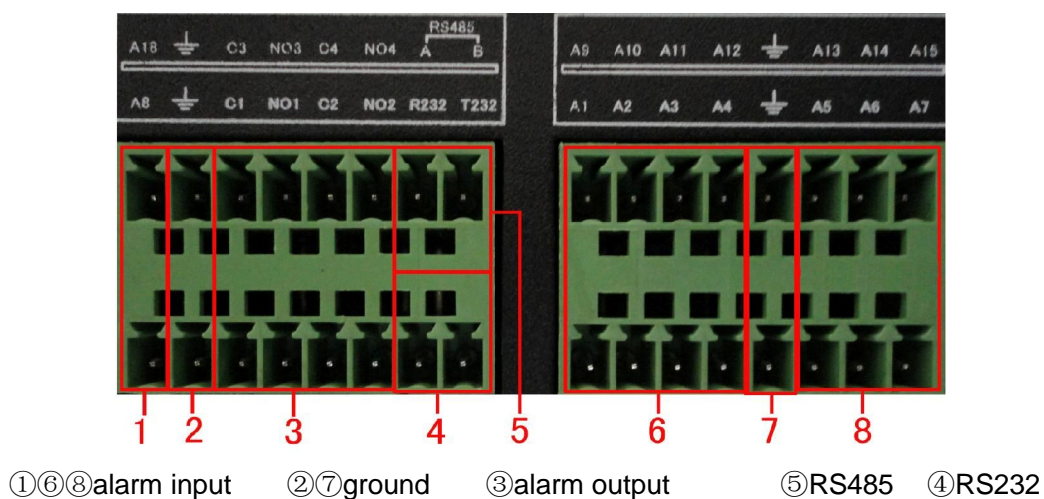 RS485
A18 C3 NO3 C4 NO4 A B A9 A10 A11 A12 A13 A14 A15
A8 C1 NO1 C2 NO2 R232 T232 A1 A2 A3 A4 A5 A6 A7
1 2 3 4 5 6 7 8
①⑥⑧alarm input ②⑦ground ③alarm output ⑤RS485 ④RS232